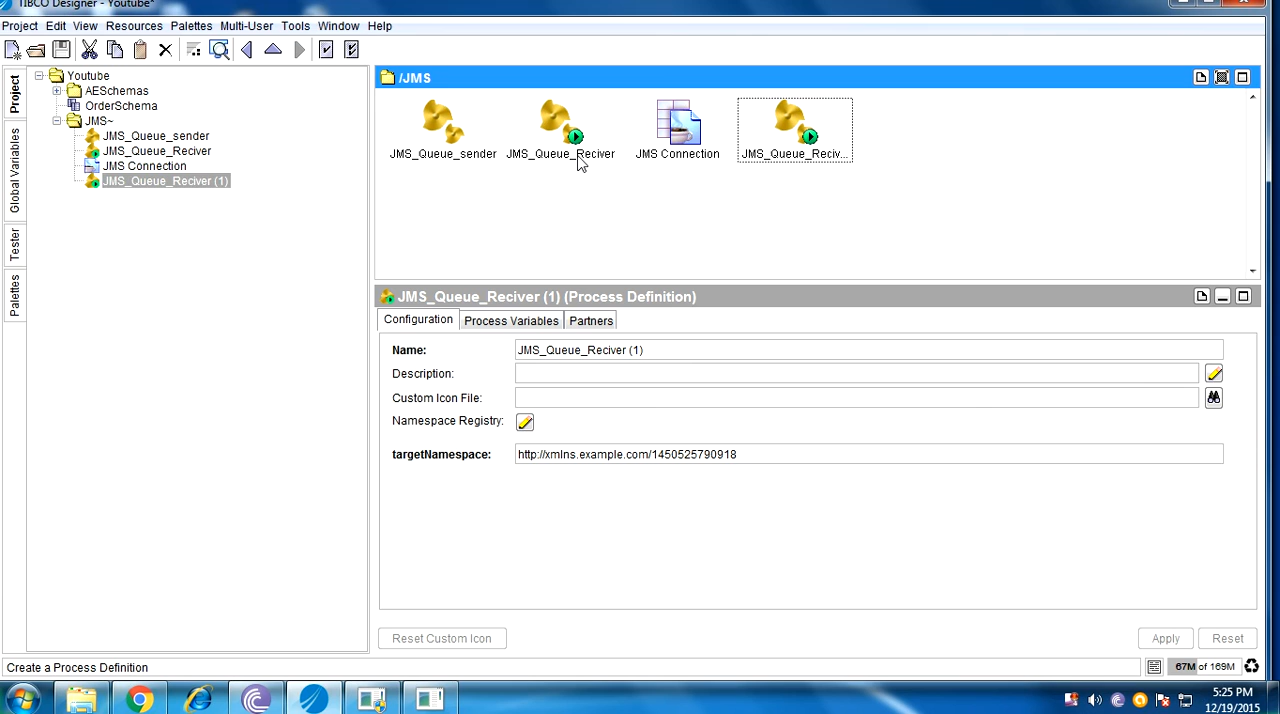 TIBCO Designer - Youtube*
Project Edit View Resources Palettes Multi-User Tools Window Help
Project
Global Variables
Tester
Palettes
Youtube
AESchemas
OrderSchema
JMS~
JMS_Queue_sender
JMS_Queue_Reciver
JMS Connection
JMS_Queue_Reciver (1)
/JMS
JMS_Queue_sender JMS_Queue_Reciver JMS Connection JMS_Queue_Reciv...
JMS_Queue_Reciver (1) (Process Definition)
Configuration Process Variables Partners
Name: JMS_Queue_Reciver (1)
Description:
Custom Icon File:
Namespace Registry:
targetNamespace: http://xmlns.example.com/1450525790918
Reset Custom Icon Apply Reset
Create a Process Definition 67M of 169M
5:25 PM
12/19/2015